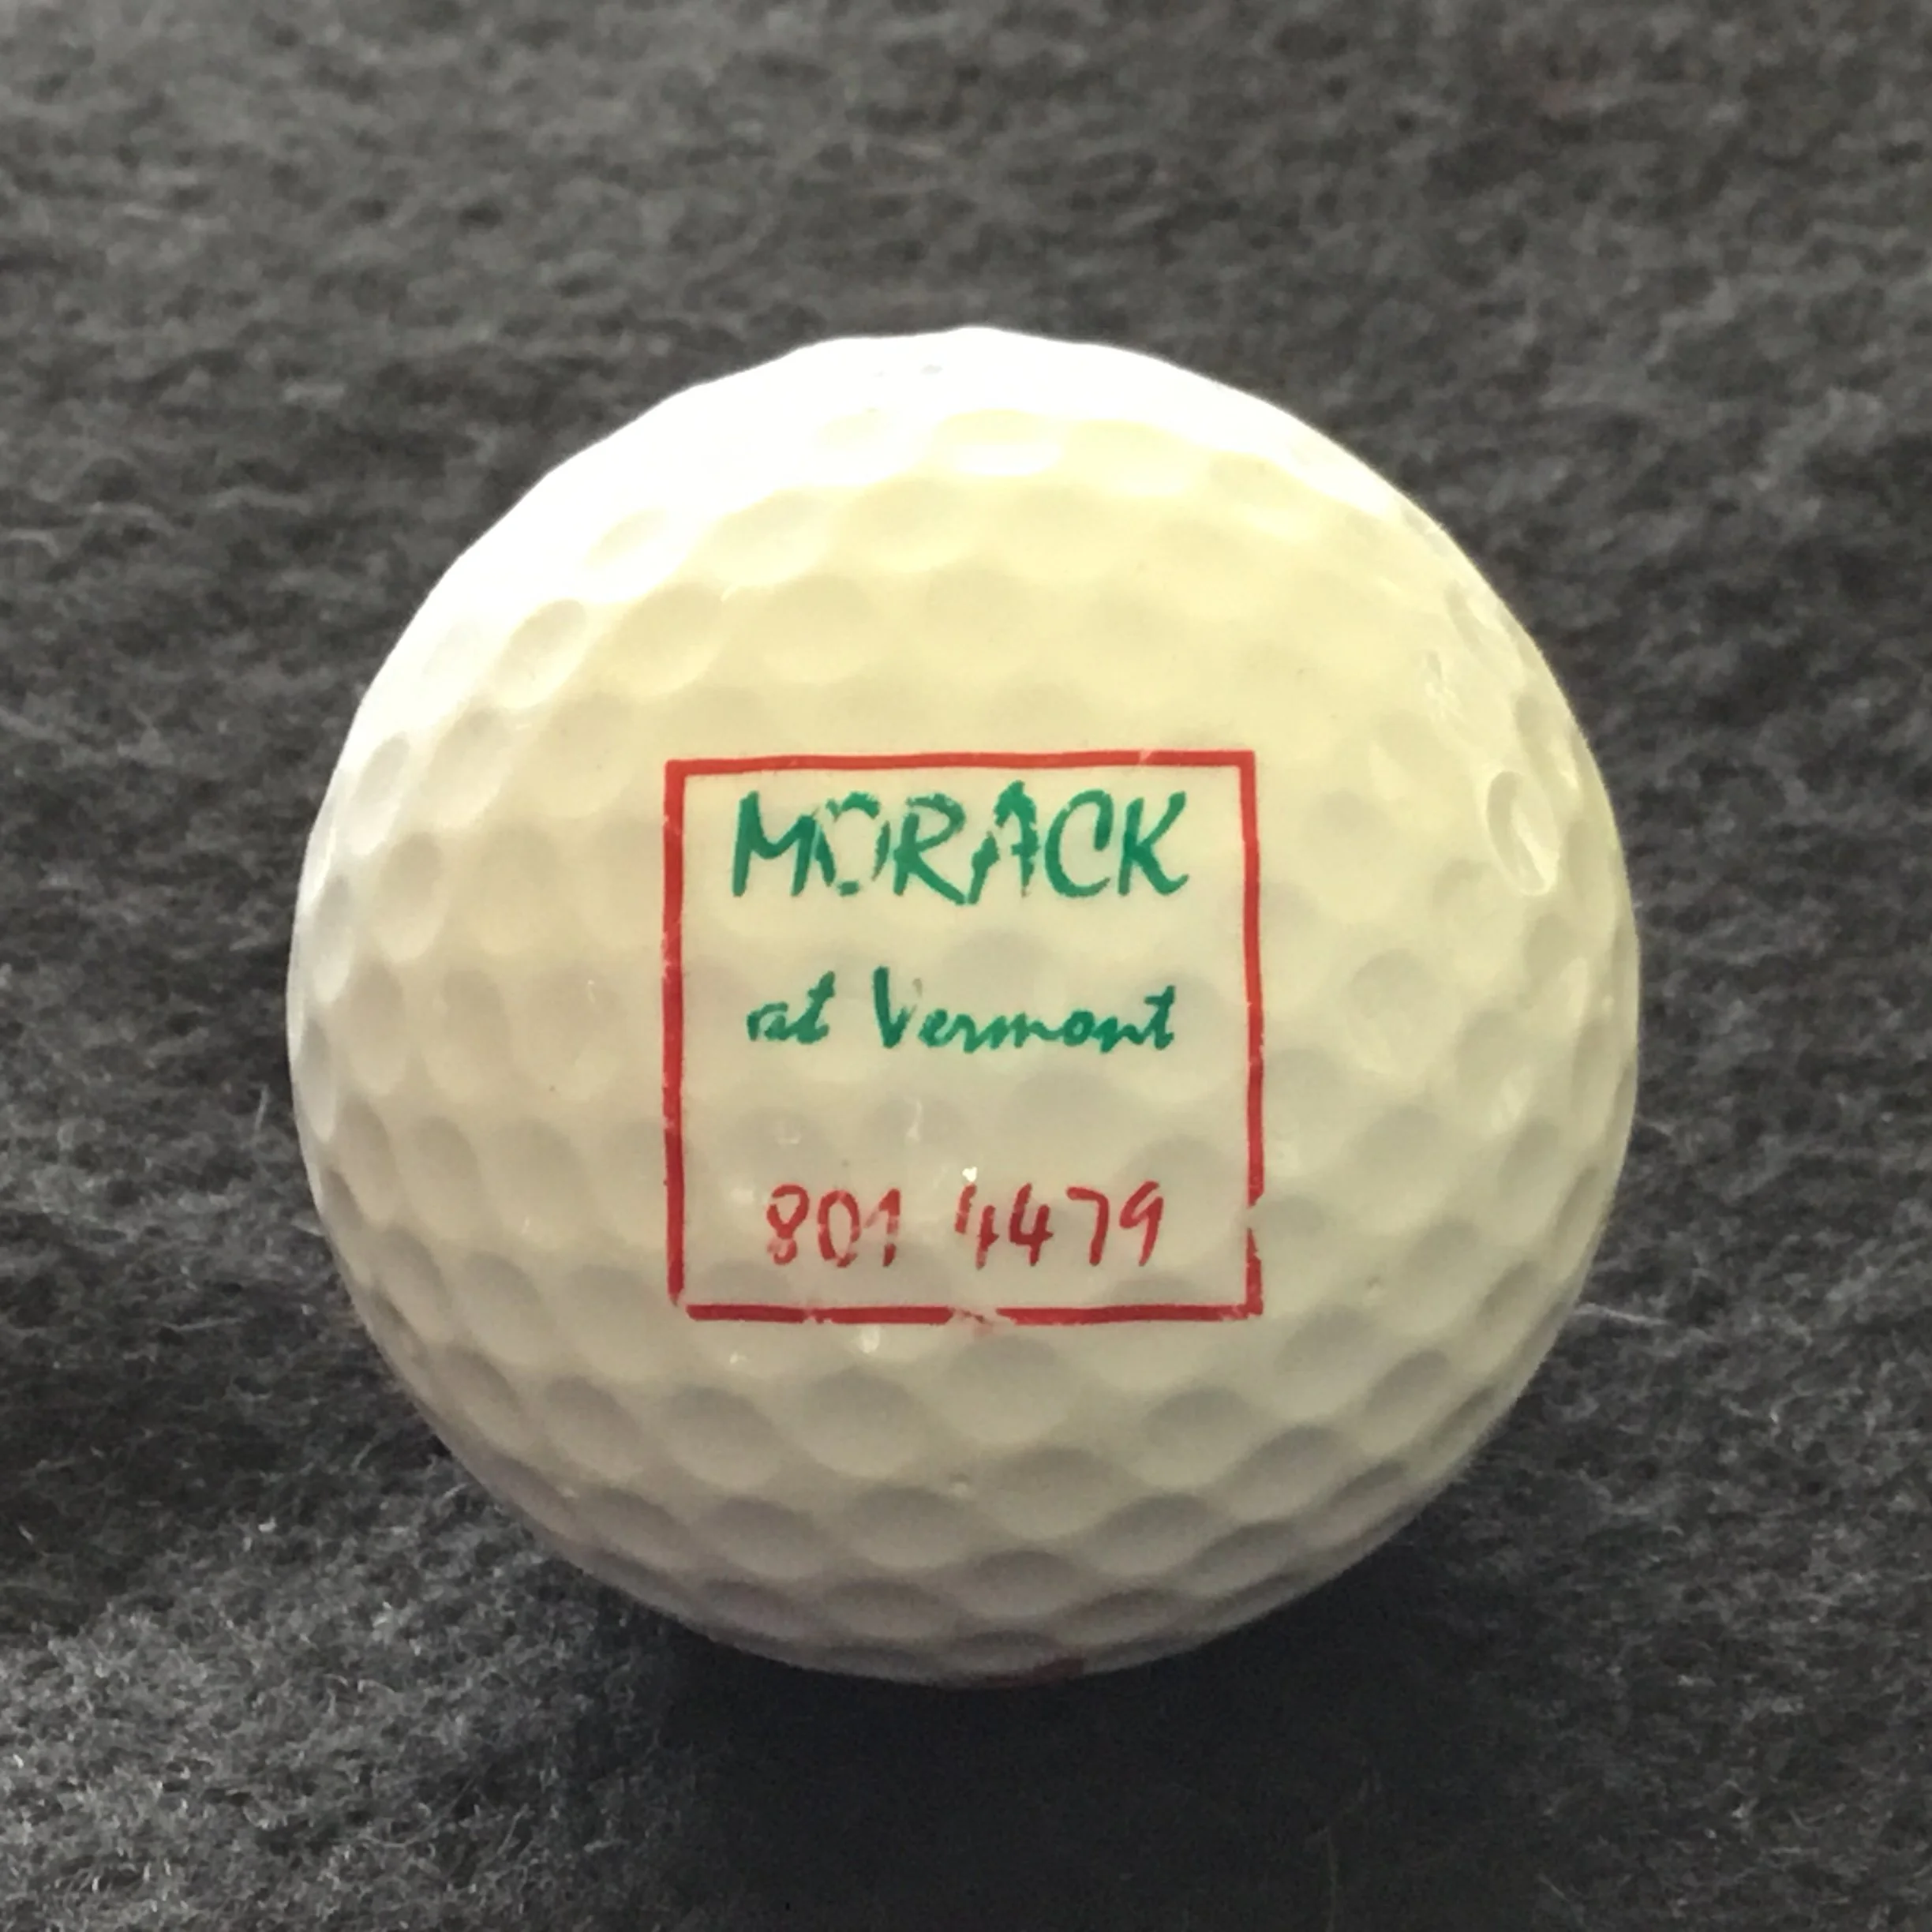 MORACK
at Vermont
801 4479